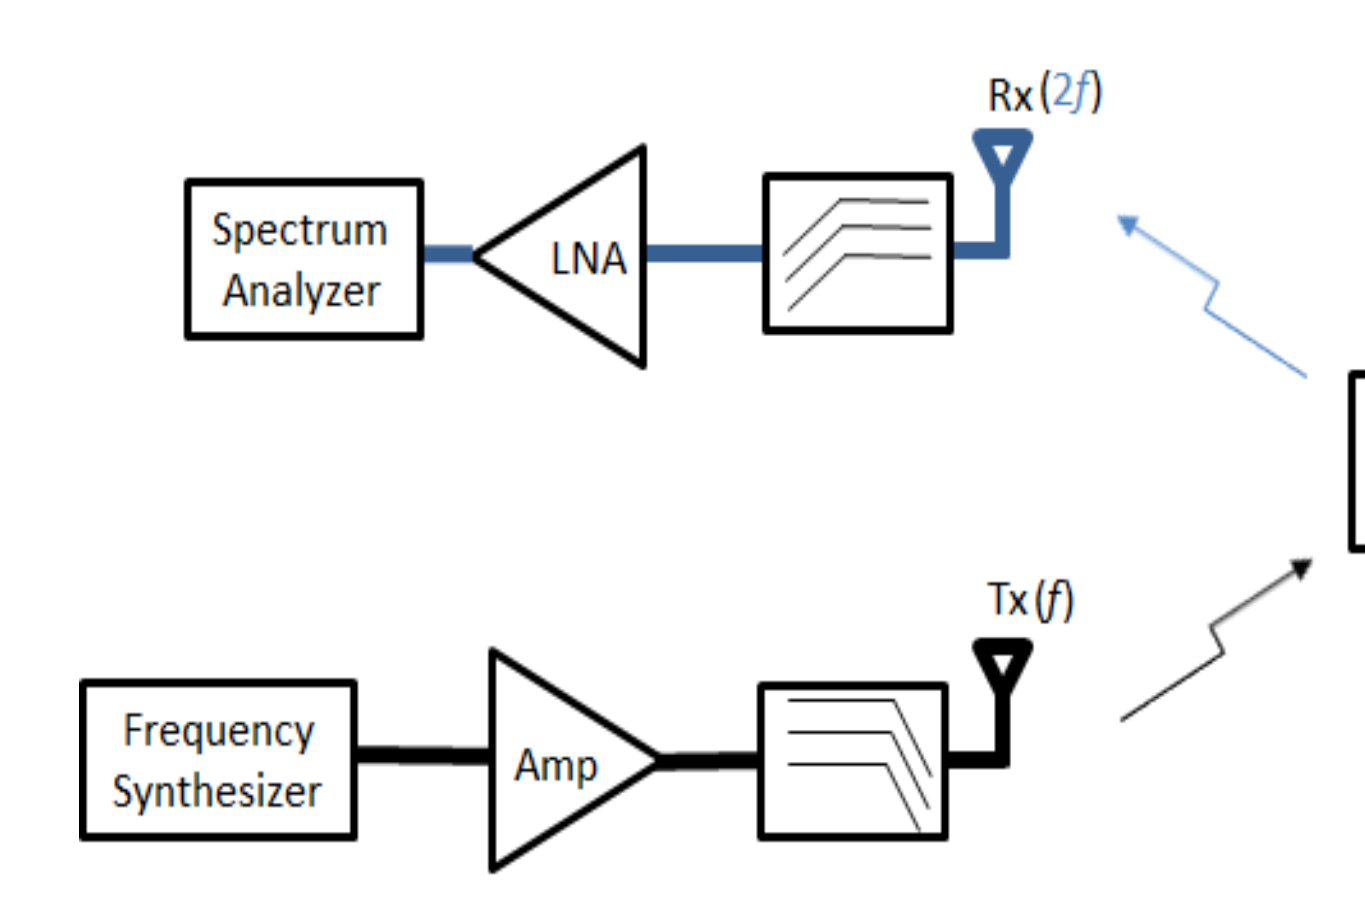 Rx (2f)
Spectrum
Analyzer
LNA
Tx (f)
Frequency
Synthesizer
Amp